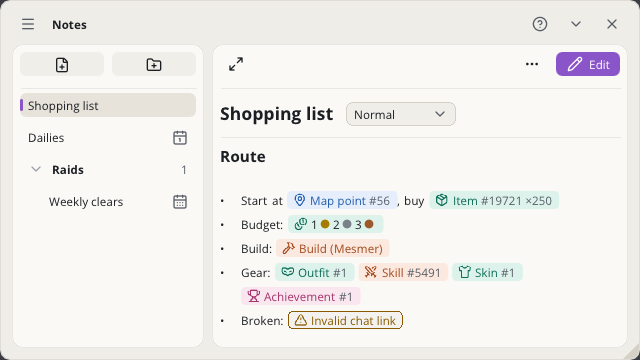 Notes
Edit
Shopping list
Dailies
Raids 1
Weekly clears
Shopping list Normal
Route
• Start at Map point #56 , buy Item #19721 ×250
• Budget: 1 2 3
• Build: Build (Mesmer)
• Gear: Outfit #1 Skill #5491 Skin #1
Achievement #1
• Broken: Invalid chat link